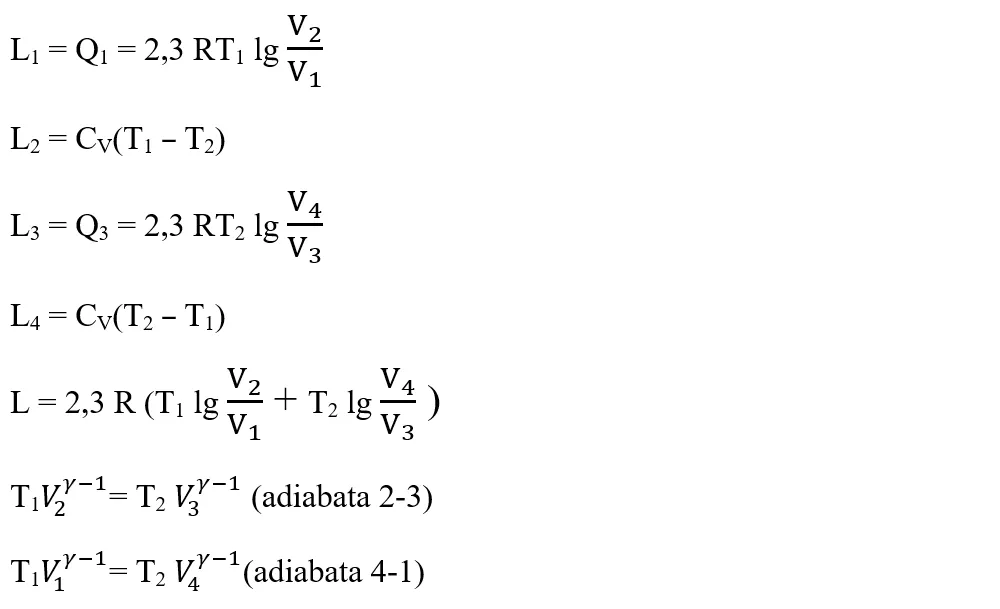 L₁ = Q₁ = 2,3 RT₁ lg V₂/V₁
L₂ = Cᵥ(T₁ – T₂)
L₃ = Q₃ = 2,3 RT₂ lg V₄/V₃
L₄ = Cᵥ(T₂ – T₁)
L = 2,3 R (T₁ lg V₂/V₁ + T₂ lg V₄/V₃ )
T₁V₂^(γ−1) = T₂ V₃^(γ−1) (adiabata 2-3)
T₁V₁^(γ−1) = T₂ V₄^(γ−1) (adiabata 4-1)